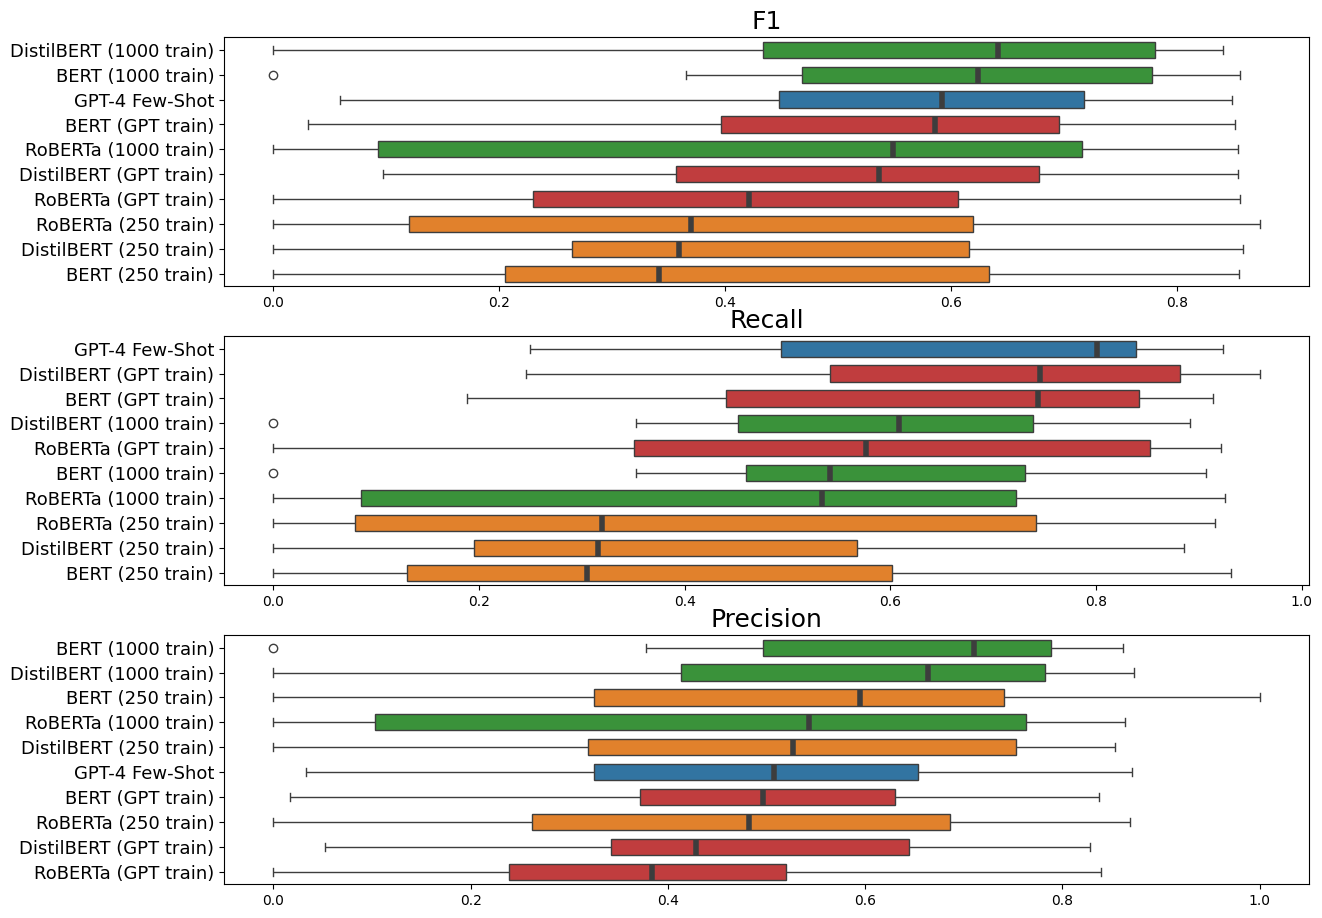 F1
DistilBERT (1000 train)
BERT (1000 train)
GPT-4 Few-Shot
BERT (GPT train)
RoBERTa (1000 train)
DistilBERT (GPT train)
RoBERTa (GPT train)
RoBERTa (250 train)
DistilBERT (250 train)
BERT (250 train)
0.0 0.2 0.4 0.6 0.8
Recall
GPT-4 Few-Shot
DistilBERT (GPT train)
BERT (GPT train)
DistilBERT (1000 train)
RoBERTa (GPT train)
BERT (1000 train)
RoBERTa (1000 train)
RoBERTa (250 train)
DistilBERT (250 train)
BERT (250 train)
0.0 0.2 0.4 0.6 0.8 1.0
Precision
BERT (1000 train)
DistilBERT (1000 train)
BERT (250 train)
RoBERTa (1000 train)
DistilBERT (250 train)
GPT-4 Few-Shot
BERT (GPT train)
RoBERTa (250 train)
DistilBERT (GPT train)
RoBERTa (GPT train)
0.0 0.2 0.4 0.6 0.8 1.0